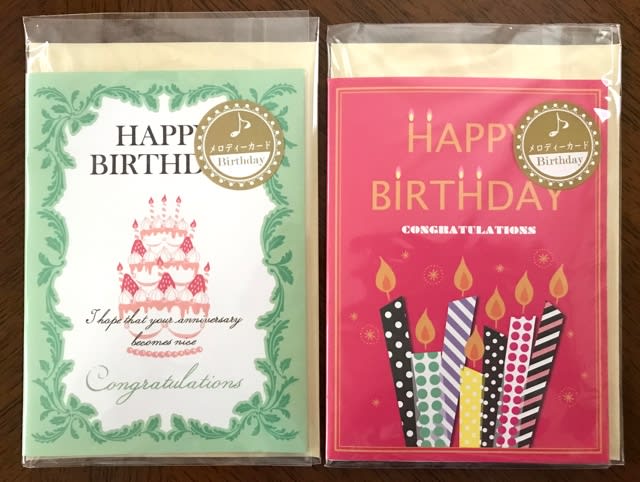 HAPPY
BIRTHD
メロディーカード
Birthday
I hope that your anniversary
becomes nice
Congratulations
HAPPY
BIRTHDAY
メロディーカード
Birthday
CONGRATULATIONS